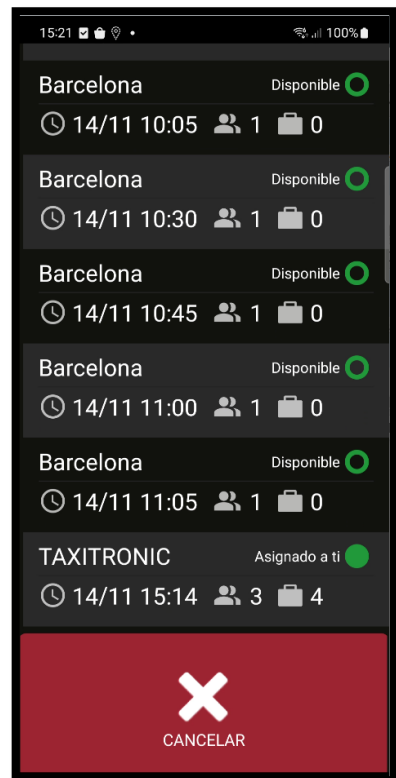 15:21 100%
Barcelona Disponible
14/11 10:05 1 0
Barcelona Disponible
14/11 10:30 1 0
Barcelona Disponible
14/11 10:45 1 0
Barcelona Disponible
14/11 11:00 1 0
Barcelona Disponible
14/11 11:05 1 0
TAXITRONIC Asignado a ti
14/11 15:14 3 4
CANCELAR